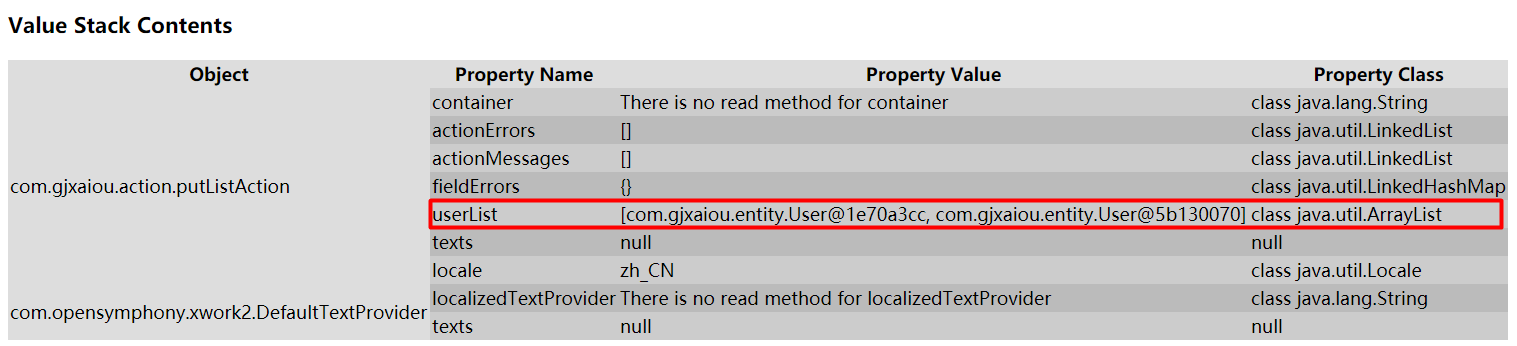 Value Stack Contents
Object Property Name Property Value Property Class
com.gjxaiou.action.putListAction container There is no read method for container class java.lang.String
actionErrors [] class java.util.LinkedList
actionMessages [] class java.util.LinkedList
fieldErrors {} class java.util.LinkedHashMap
userList [com.gjxaiou.entity.User@1e70a3cc, com.gjxaiou.entity.User@5b130070] class java.util.ArrayList
texts null null
locale zh_CN class java.util.Locale
com.opensymphony.xwork2.DefaultTextProvider localizedTextProvider There is no read method for localizedTextProvider class java.lang.String
texts null null